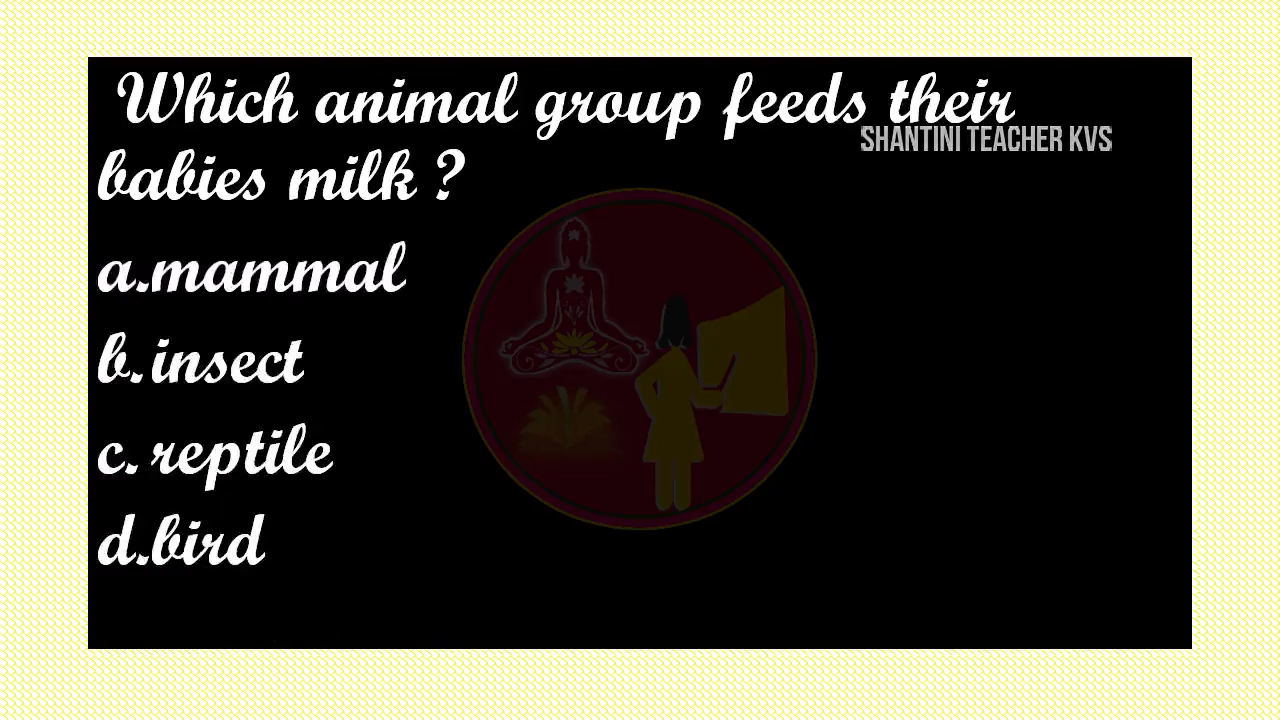 Which animal group feeds their
SHANTINI TEACHER KVS
babies milk ?
a.mammal
b.insect
c. reptile
d.bird